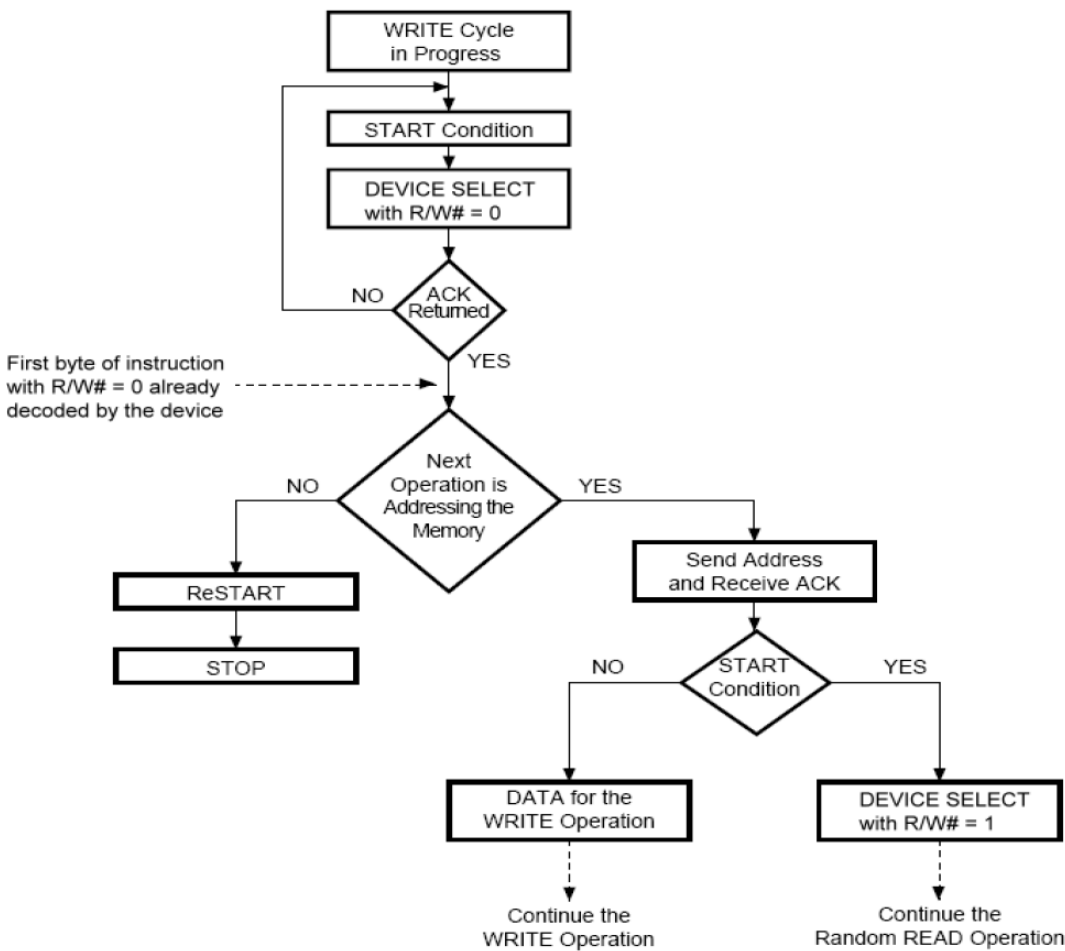 WRITE Cycle
in Progress
START Condition
DEVICE SELECT
with R/W# = 0
NO
ACK
Returned
YES
First byte of instruction
with R/W# = 0 already
decoded by the device
Next
Operation is
Addressing the
Memory
NO
YES
Send Address
and Receive ACK
ReSTART
STOP
NO
START
Condition
YES
DATA for the
WRITE Operation
DEVICE SELECT
with R/W# = 1
Continue the
WRITE Operation
Continue the
Random READ Operation